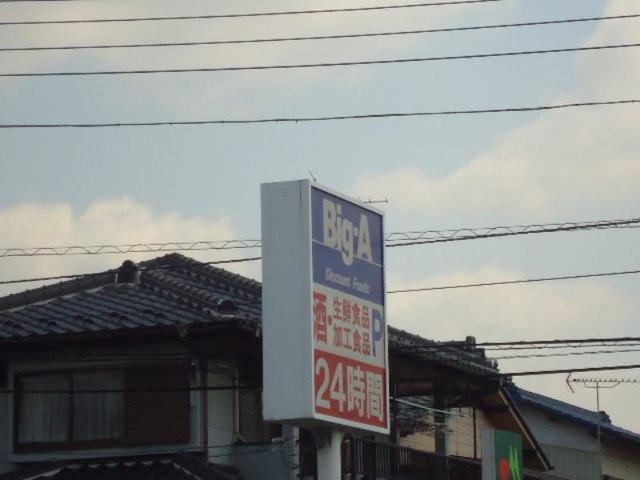 Big-A
Discount Foods
酒・生鮮食品
加工食品
P
24時間